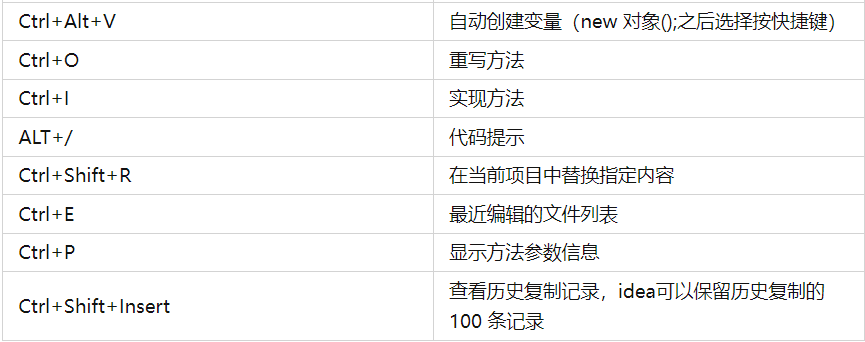 Ctrl+Alt+V 自动创建变量（new 对象();之后选择按快捷键）
Ctrl+O 重写方法
Ctrl+I 实现方法
ALT+/ 代码提示
Ctrl+Shift+R 在当前项目中替换指定内容
Ctrl+E 最近编辑的文件列表
Ctrl+P 显示方法参数信息
Ctrl+Shift+Insert 查看历史复制记录，idea可以保留历史复制的
100 条记录